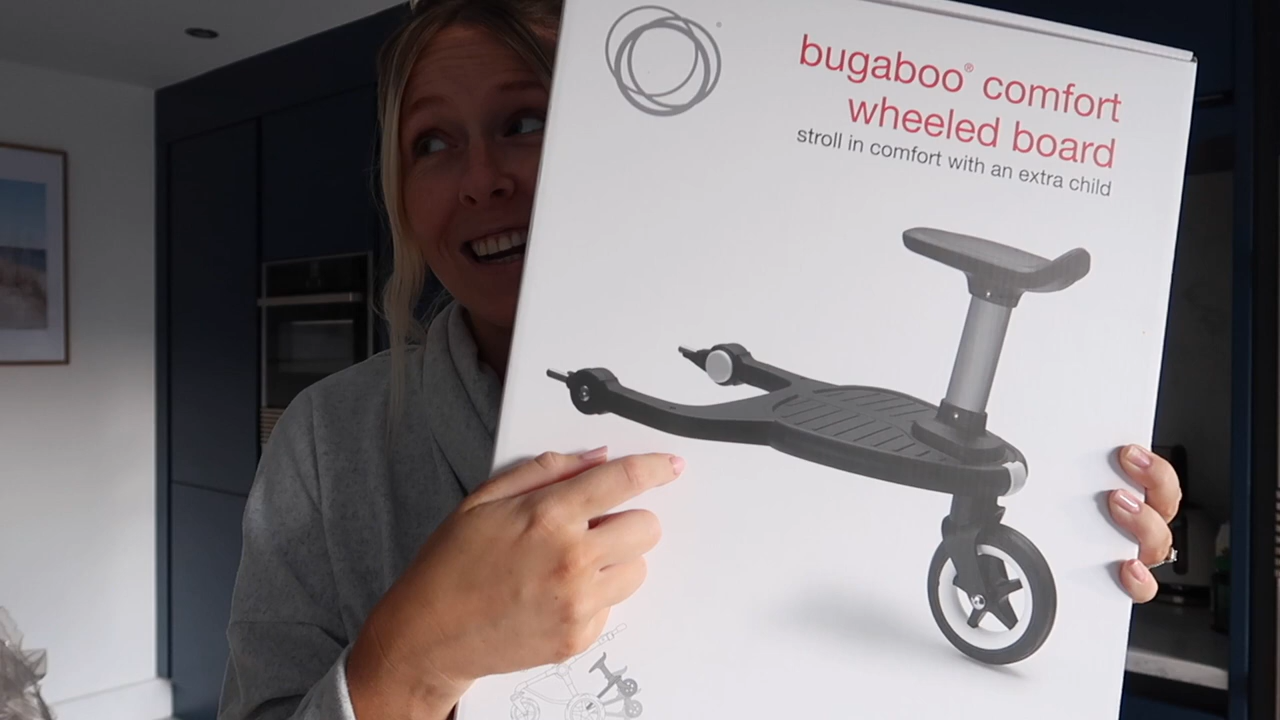 bugaboo® comfort
wheeled board
stroll in comfort with an extra child